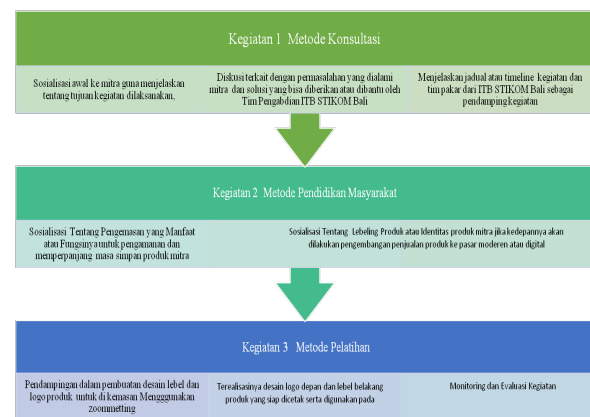 Kegiatan 1 Metode Konsultasi
Sosialisasi awal ke mitra guna menjelaskan
tentang tujuan kegiatan dilaksanakan,
Diskusi terkait dengan permasalahan yang dialami
mitra dan solusi yang bisa diberikan atau dibantu oleh
Tim Pengabdian ITB STIKOM Bali
Menjelaskan jadual atau timeline kegiatan dan
tim pakar dari ITB STIKOM Bali sebagai
pendamping kegiatan
Kegiatan 2 Metode Pendidikan Masyarakat
Sosialisasi Tentang Pengemasan yang Manfaat
atau Fungsinya untuk pengamanan dan
memperpanjang masa simpan produk mitra
Sosialisasi Tentang Lebeling Produk atau Identitas produk mitra jika kedepannya akan
dilakukan pengembangan penjualan produk ke pasar moderen atau digital
Kegiatan 3 Metode Pelatihan
Pendampingan dalam pembuatan desain lebel dan
logo produk untuk di kemasan Mengggunakan
zoommetting
Terealisasinya desain logo depan dan lebel belakang
produk yang siap dicetak serta digunakan pada
Monitoring dan Evaluasi Kegiatan